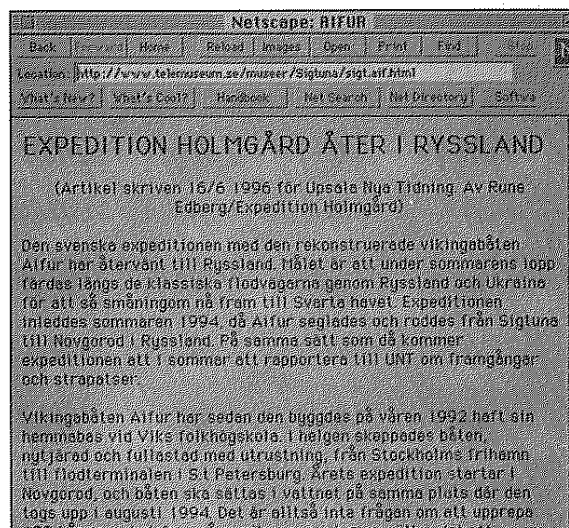 Netscape: AIFUR
Back Forward Home Reload Images Open Print Find Stop
Location: http://www.telemuseum.se/museer/Sigtuna/sigt.aif.html
What's New? What's Cool? Handbook Net Search Net Directory Softwa
EXPEDITION HOLMGÅRD ÅTER I RYSSLAND
(Artikel skriven 16/6 1996 för Upsala Nya Tidning. Av Rune
Edberg/Expedition Holmgård)
Den svenska expeditionen med den rekonstruerade vikingabåten
Aifur har återvänt till Ryssland. Målet är att under sommarens lopp
färdas längs de klassiska flodvägarna genom Ryssland och Ukraina
för att så småningom nå fram till Svarta havet. Expeditionen
inleddes sommaren 1994, då Aifur seglades och roddes från Sigtuna
till Novgorod i Ryssland. På samma sätt som då kommer
expeditionen att i sommar att rapportera till UNT om framgångar
och strapatser.
Vikingabåten Aifur har sedan den byggdes på våren 1992 haft sin
hemmabas vid Viks folkhögskola. I helgen skeppades båten,
nytjärad och fullastad med utrustning, från Stockholms frihamn
till flodterminalen i S:t Petersburg. Årets expedition startar i
Novgorod, och båten ska sättas i vattnet på samma plats där den
togs upp i augusti 1994. Det är alltså inte frågan om att upprepa